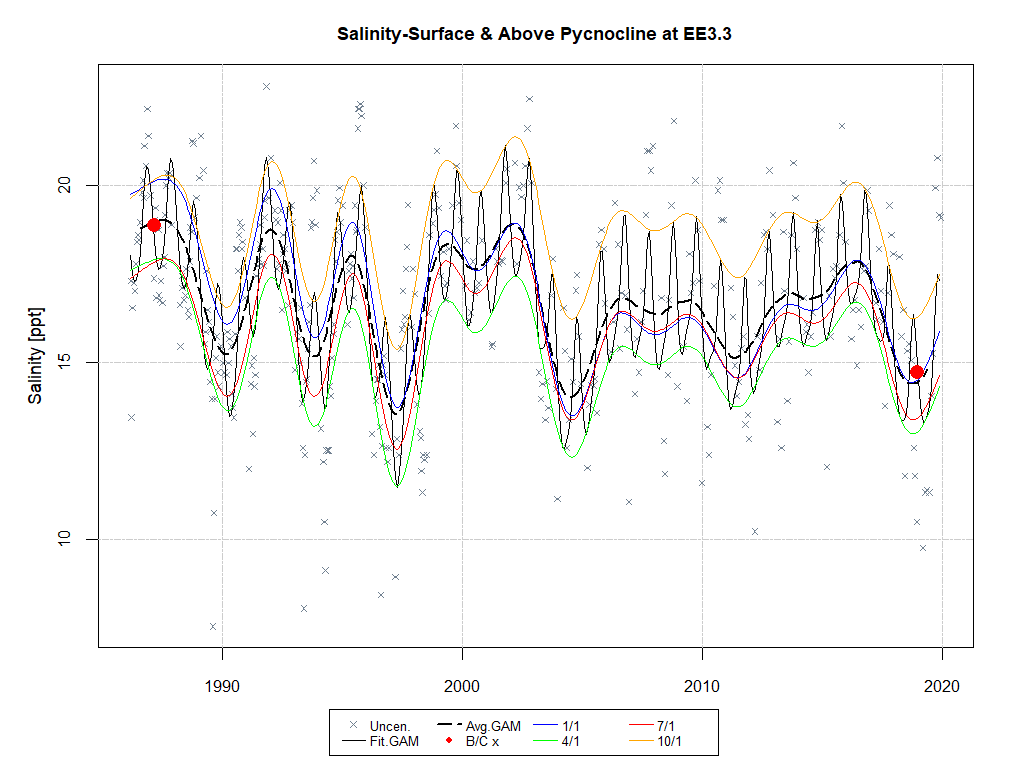 Salinity-Surface & Above Pycnocline at EE3.3
Salinity [ppt]
20
15
10
1990 2000 2010 2020
Uncen. Avg.GAM 1/1 7/1
Fit.GAM B/C x 4/1 10/1